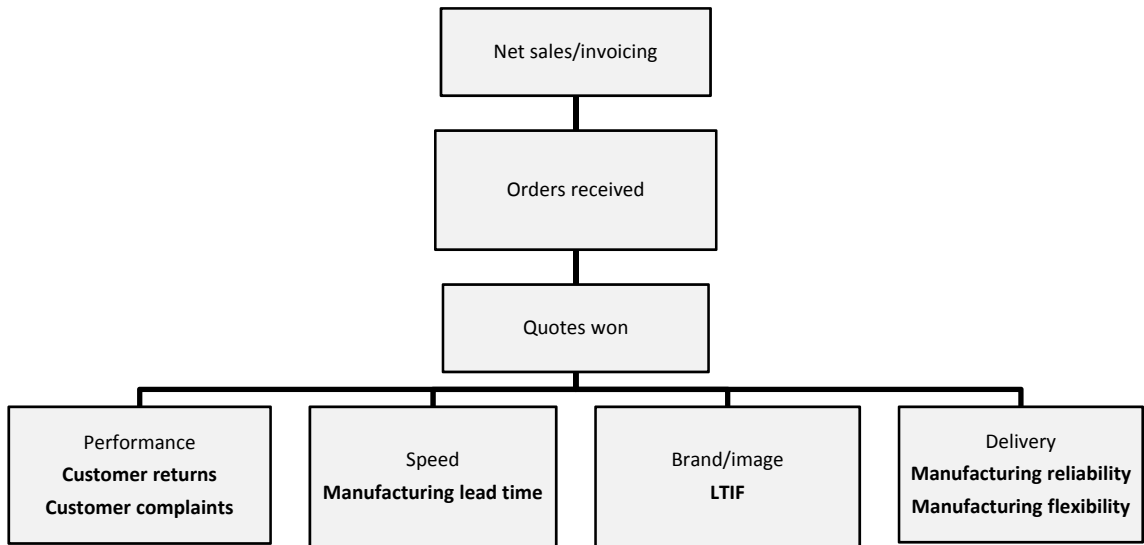 Net sales/invoicing
Orders received
Quotes won
Performance
Customer returns
Customer complaints
Speed
Manufacturing lead time
Brand/image
LTIF
Delivery
Manufacturing reliability
Manufacturing flexibility